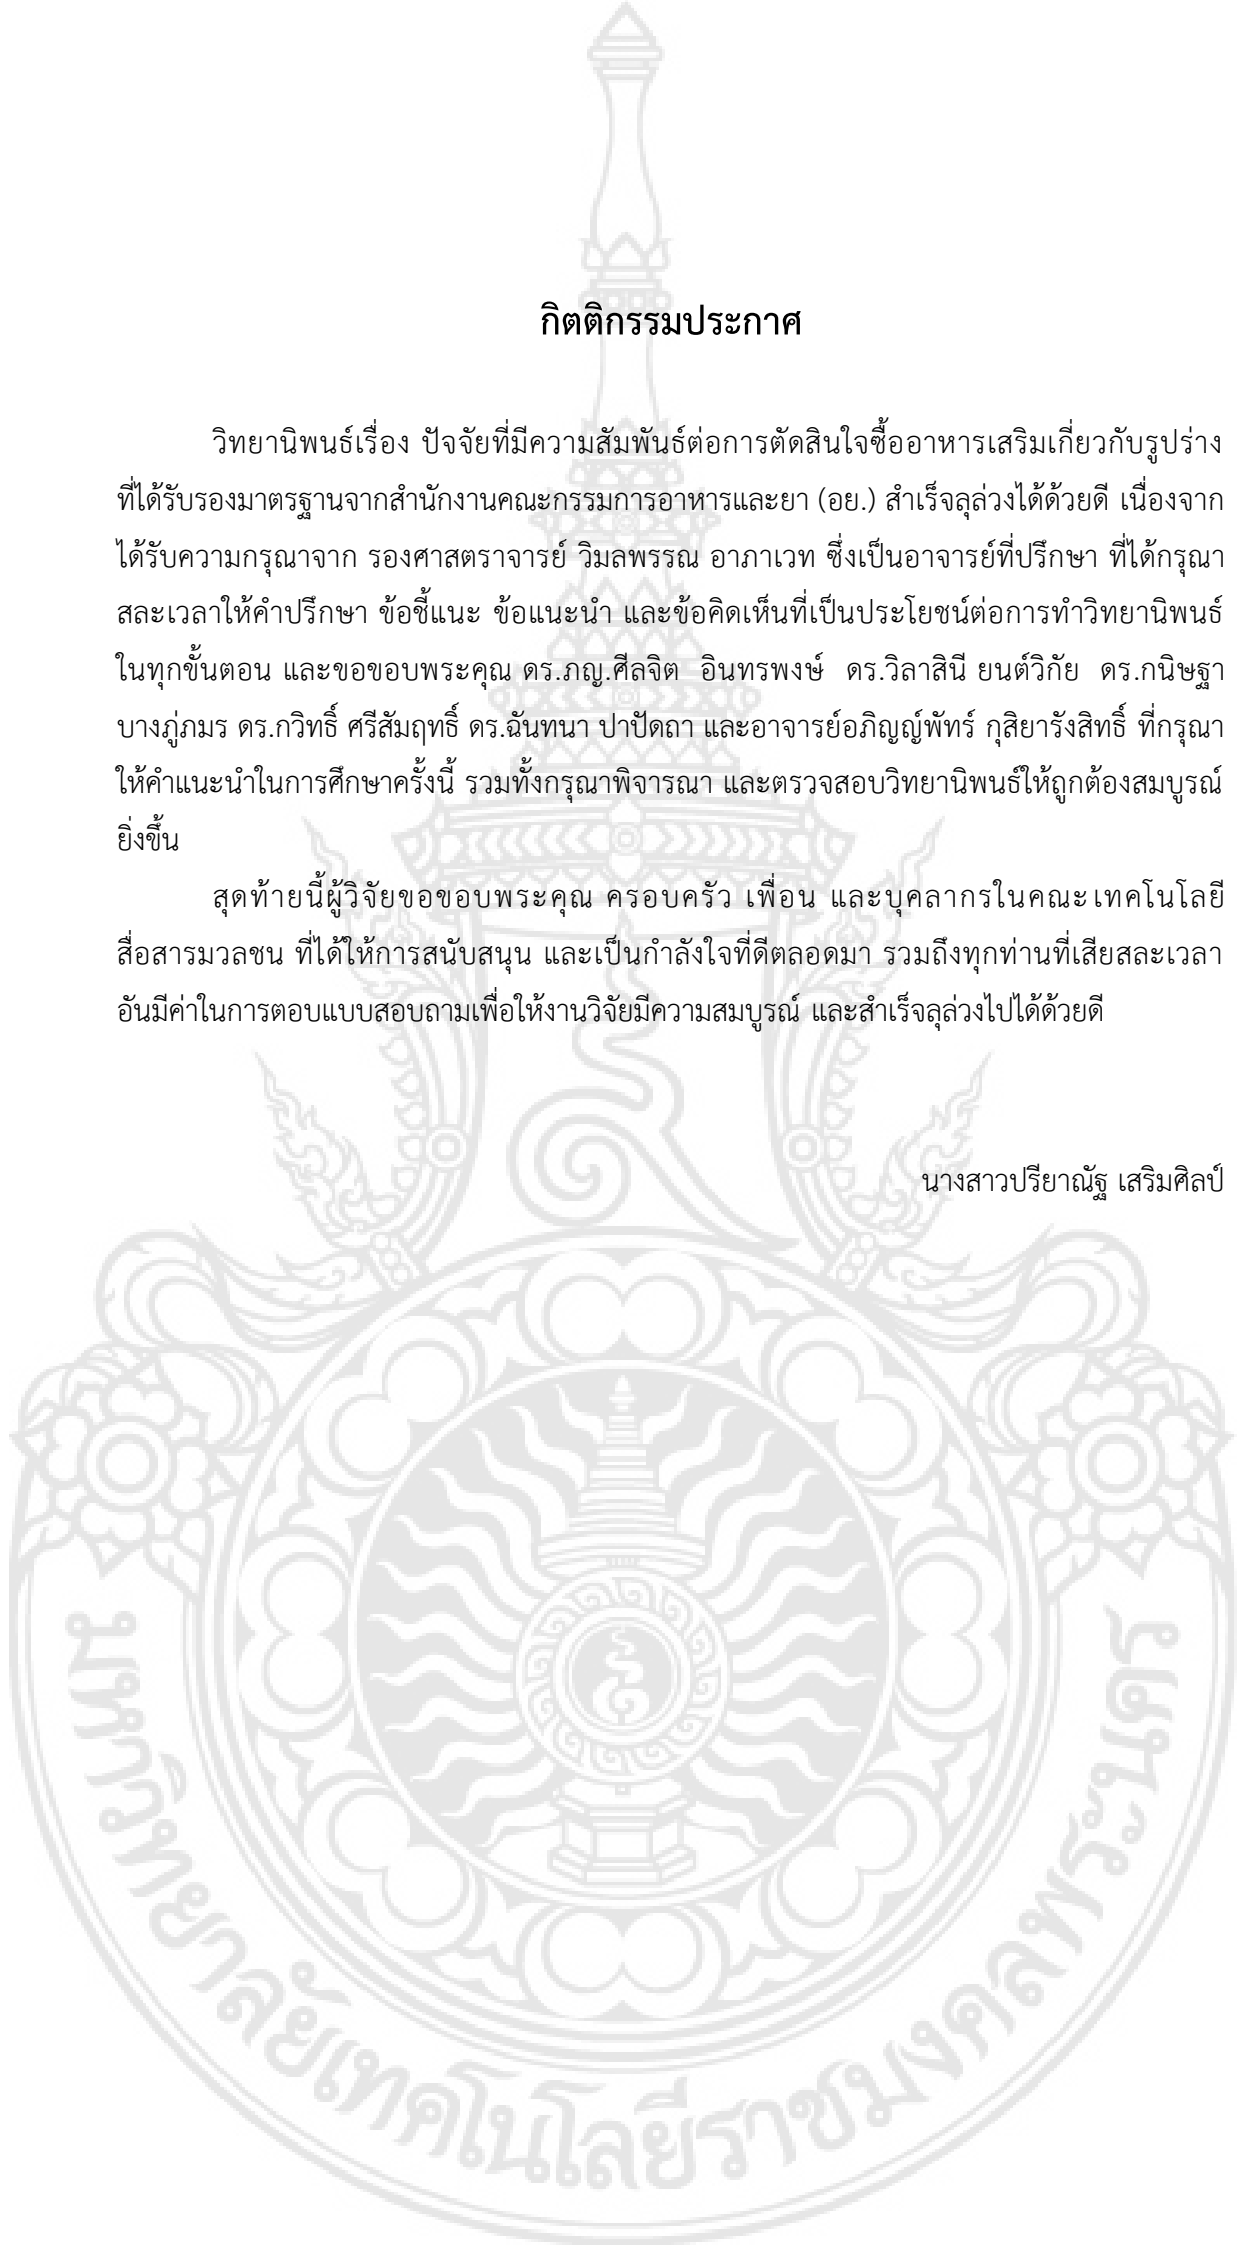 กิตติกรรมประกาศ
วิทยานิพนธ์เรื่อง ปัจจัยที่มีความสัมพันธ์ต่อการตัดสินใจซื้ออาหารเสริมเกี่ยวกับรูปร่าง
ที่ได้รับรองมาตรฐานจากสำนักงานคณะกรรมการอาหารและยา (อย.) สำเร็จลุล่วงได้ด้วยดี เนื่องจาก
ได้รับความกรุณาจาก รองศาสตราจารย์ วิมลพรรณ อาภาเวท ซึ่งเป็นอาจารย์ที่ปรึกษา ที่ได้กรุณา
สละเวลาให้คำปรึกษา ข้อชี้แนะ ข้อแนะนำ และข้อคิดเห็นที่เป็นประโยชน์ต่อการทำวิทยานิพนธ์
ในทุกขั้นตอน และขอขอบพระคุณ ดร.ภญ.ศีลจิต อินทรพงษ์ ดร.วิลาสินี ยนต์วิกัย ดร.กนิษฐา
บางภู่ภมร ดร.กวิทธิ์ ศรีสัมฤทธิ์ ดร.ฉันทนา ปาปัดถา และอาจารย์อภิญญ์พัทร์ กุสิยารังสิทธิ์ ที่กรุณา
ให้คำแนะนำในการศึกษาครั้งนี้ รวมทั้งกรุณาพิจารณา และตรวจสอบวิทยานิพนธ์ให้ถูกต้องสมบูรณ์
ยิ่งขึ้น
สุดท้ายนี้ผู้วิจัยขอขอบพระคุณ ครอบครัว เพื่อน และบุคลากรในคณะเทคโนโลยี
สื่อสารมวลชน ที่ได้ให้การสนับสนุน และเป็นกำลังใจที่ดีตลอดมา รวมถึงทุกท่านที่เสียสละเวลา
อันมีค่าในการตอบแบบสอบถามเพื่อให้งานวิจัยมีความสมบูรณ์ และสำเร็จลุล่วงไปได้ด้วยดี
นางสาวปรียาณัฐ เสริมศิลป์
มหาวิทยาลัยเทคโนโลยีราชมงคลพระนคร